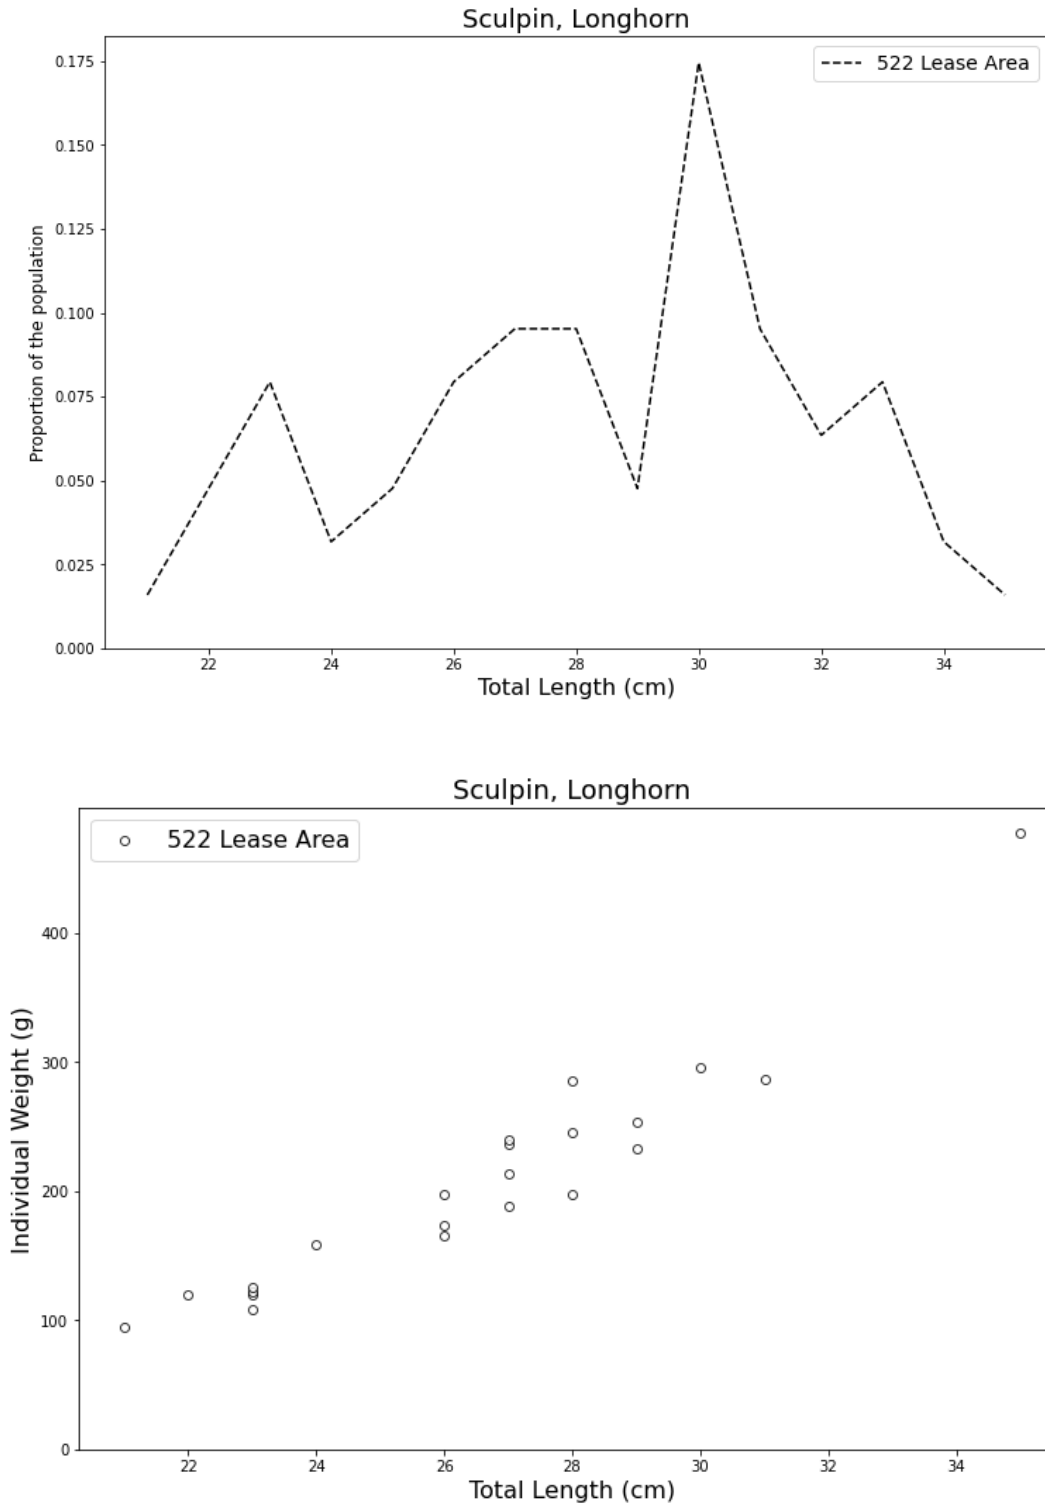 Sculpin, Longhorn
522 Lease Area
0.175
0.150
0.125
0.100
0.075
0.050
0.025
0.000
Proportion of the population
22 24 26 28 30 32 34
Total Length (cm)
Sculpin, Longhorn
522 Lease Area
400
300
200
100
0
Individual Weight (g)
22 24 26 28 30 32 34
Total Length (cm)